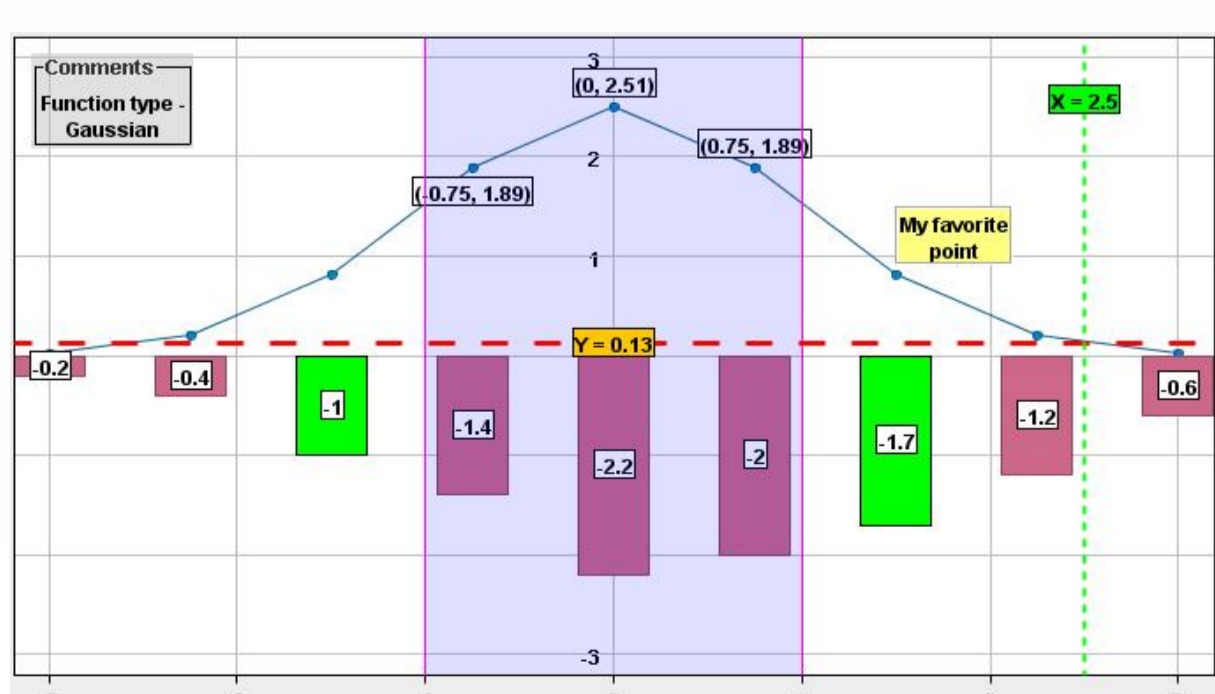 3
Comments
Function type -
Gaussian
(0, 2.51)
X = 2.5
2
(0.75, 1.89)
(-0.75, 1.89)
My favorite
point
1
Y = 0.13
-0.2
-0.4
-1
-1.4
-2.2
-2
-1.7
-1.2
-0.6
-3